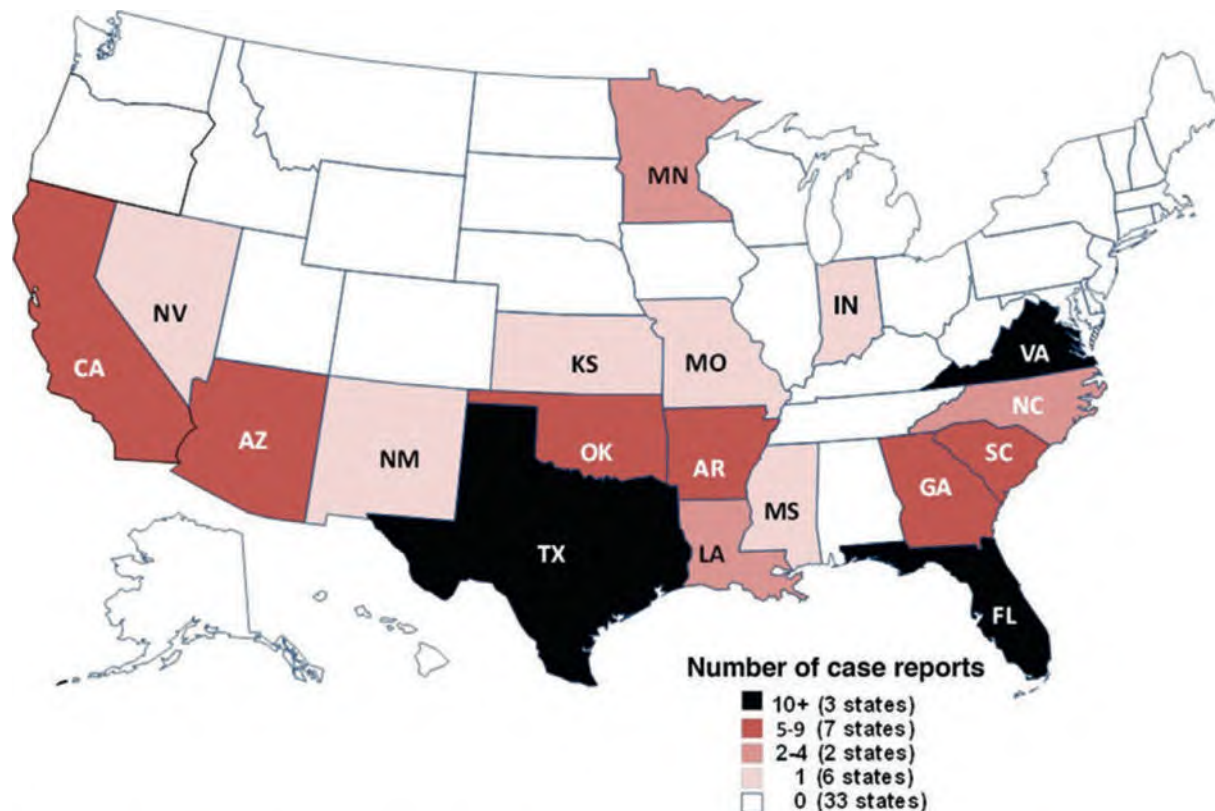 MN
NV
IN
CA
KS
MO
VA
AZ
NC
NM
OK
AR
SC
GA
MS
TX
LA
FL
Number of case reports
10+ (3 states)
5-9 (7 states)
2-4 (2 states)
1 (6 states)
0 (33 states)